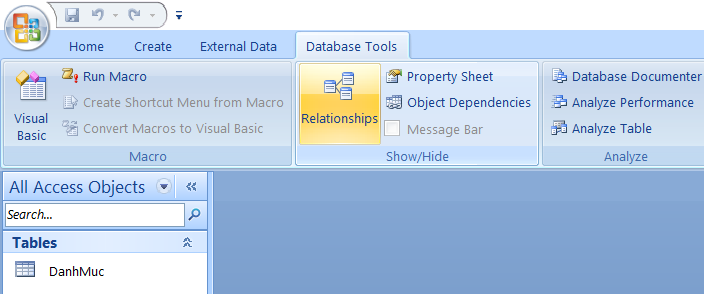 Home Create External Data Database Tools
Run Macro
Create Shortcut Menu from Macro
Convert Macros to Visual Basic
Visual
Basic
Macro
Relationships
Property Sheet
Object Dependencies
Message Bar
Show/Hide
Database Documenter
Analyze Performance
Analyze Table
Analyze
All Access Objects
Search...
Tables
DanhMuc